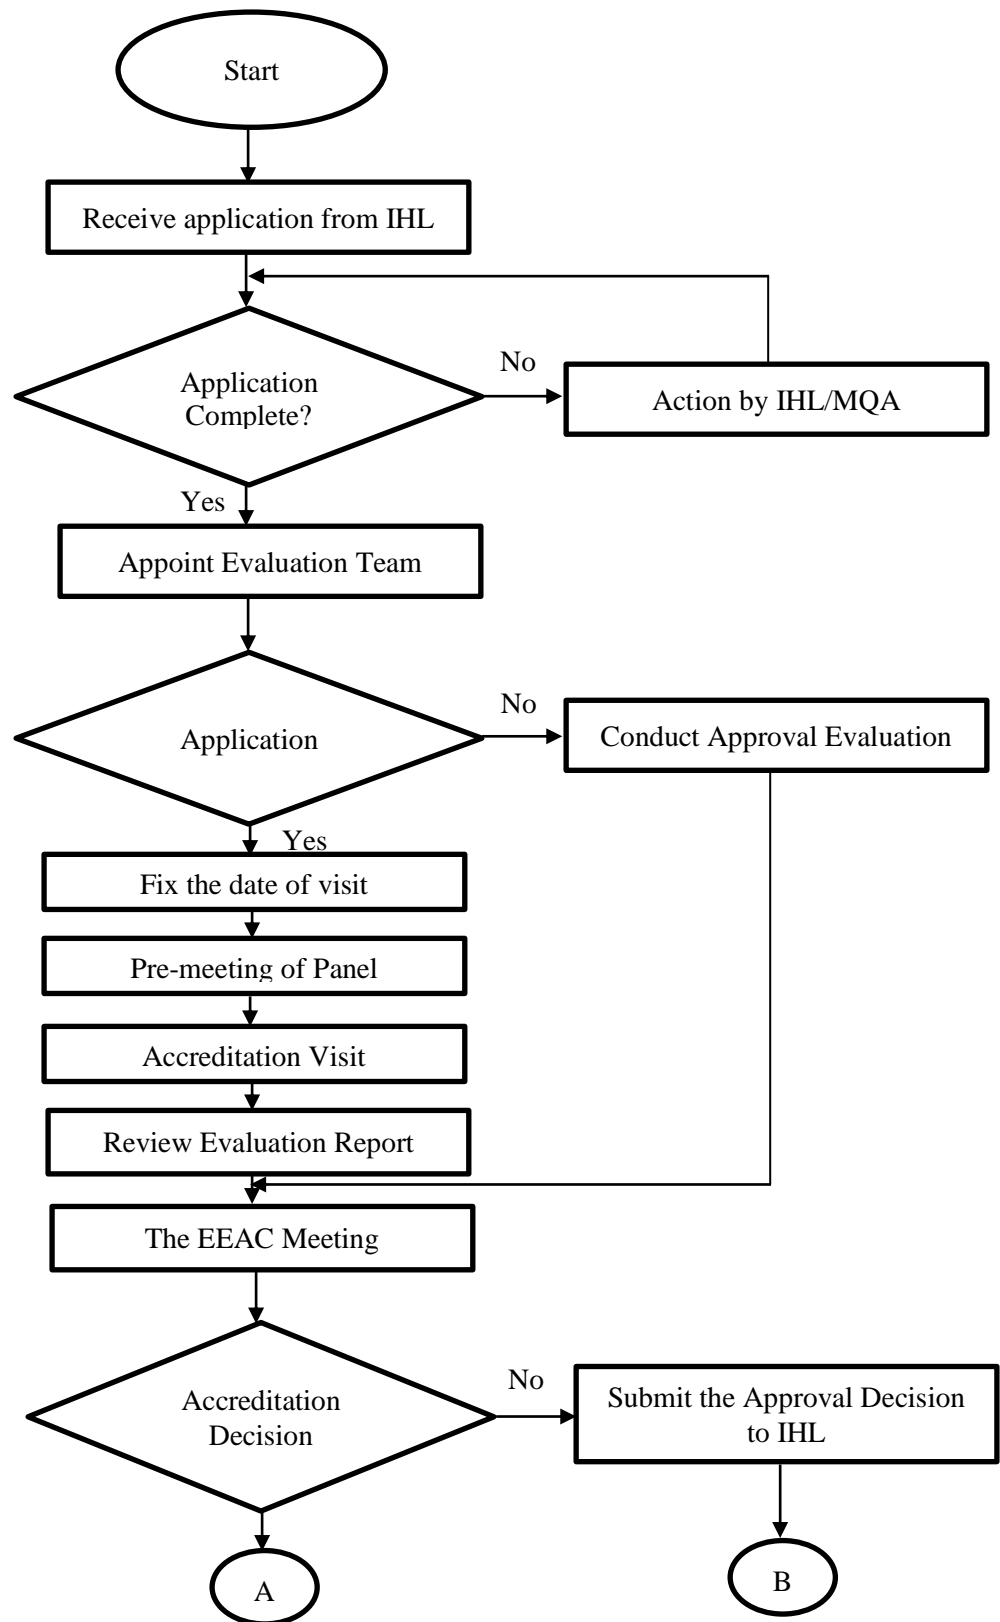 Start
Receive application from IHL
No
Application
Complete?
Action by IHL/MQA
Yes
Appoint Evaluation Team
No
Application
Conduct Approval Evaluation
Yes
Fix the date of visit
Pre-meeting of Panel
Accreditation Visit
Review Evaluation Report
The EEAC Meeting
No
Accreditation
Decision
Submit the Approval Decision
to IHL
A
B